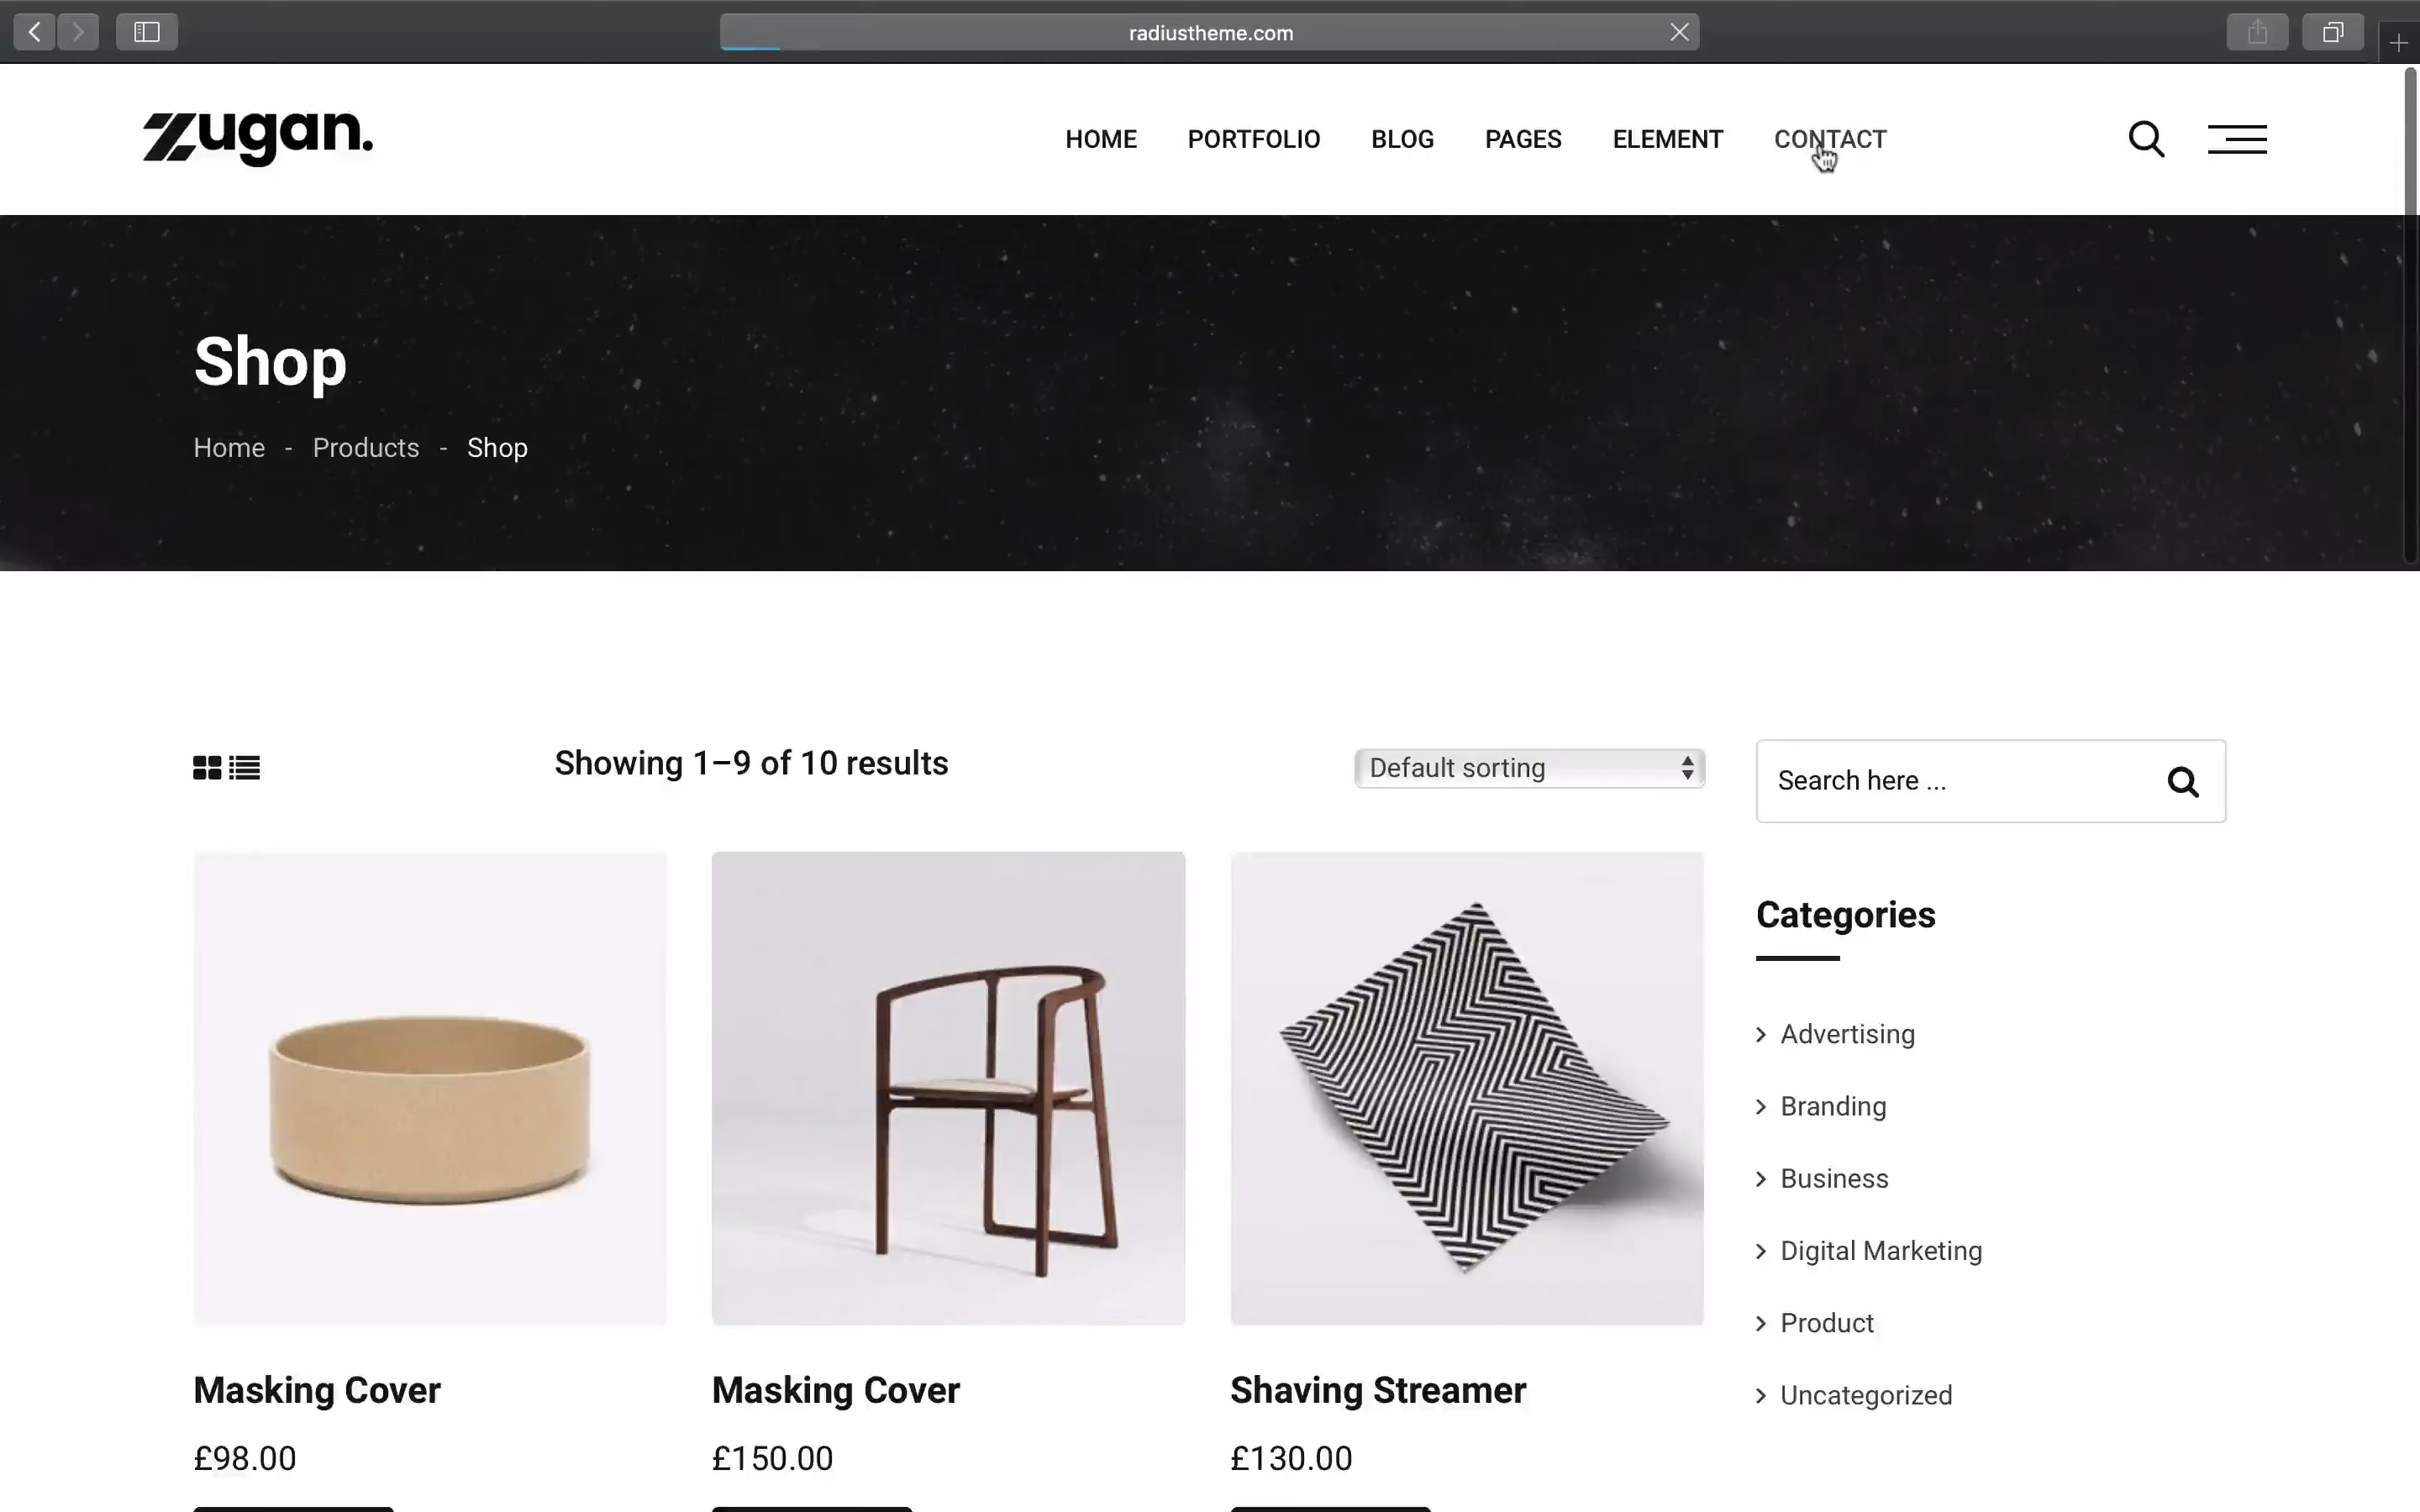 radiustheme.com
Zugan.
HOME PORTFOLIO BLOG PAGES ELEMENT CONTACT
Shop
Home - Products - Shop
Showing 1–9 of 10 results
Default sorting
Search here ...
Masking Cover
£98.00
Masking Cover
£150.00
Shaving Streamer
£130.00
Categories
Advertising
Branding
Business
Digital Marketing
Product
Uncategorized